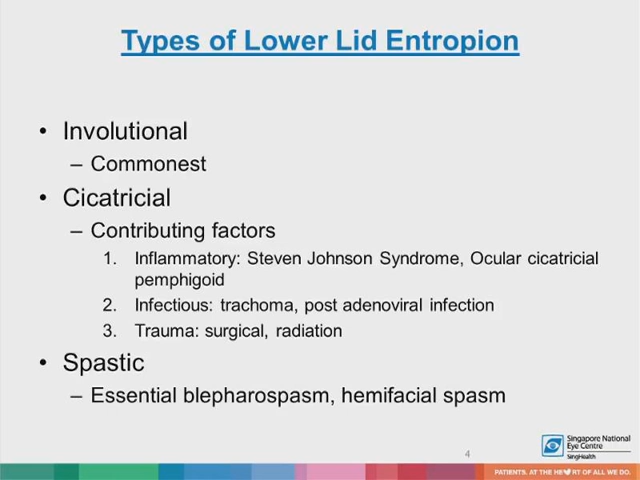 Types of Lower Lid Entropion
• Involutional
– Commonest
• Cicatricial
– Contributing factors
1. Inflammatory: Steven Johnson Syndrome, Ocular cicatricial
pemphigoid
2. Infectious: trachoma, post adenoviral infection
3. Trauma: surgical, radiation
• Spastic
– Essential blepharospasm, hemifacial spasm
4
Singapore National
Eye Centre
SingHealth
PATIENTS. AT THE HE♥RT OF ALL WE DO.